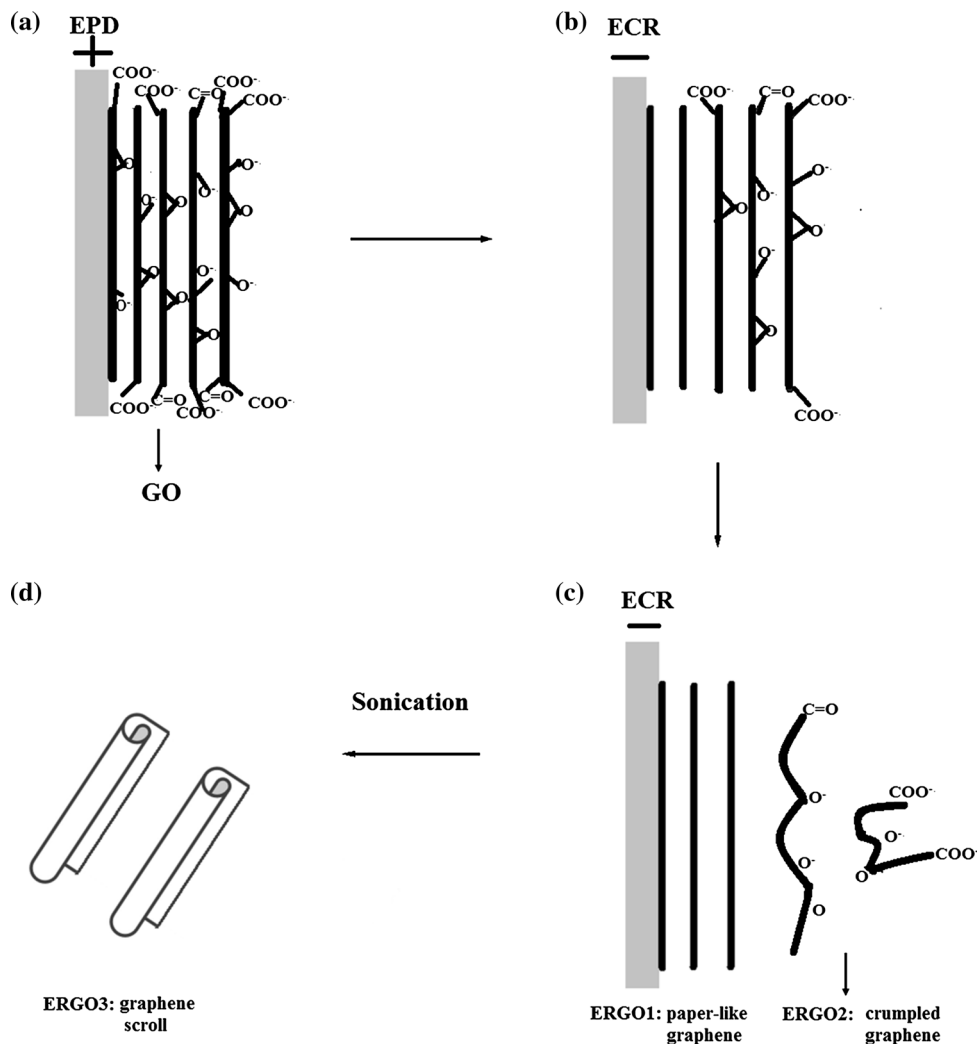 (a)
EPD
+
COO⁻
COO⁻ C=O COO⁻
COO⁻
O O⁻
O⁻ O O⁻ O
O O O⁻ O⁻
O⁻ O
COO⁻ C=O COO⁻ C=O COO⁻
GO
(b)
ECR
COO⁻ C=O COO⁻
O⁻
O O⁻ O
O⁻
O
COO⁻
(d)
(c)
ECR
Sonication
C=O
O⁻ COO⁻
O⁻
O⁻ COO⁻
O
O
ERGO3: graphene
scroll
ERGO1: paper-like
graphene
ERGO2: crumpled
graphene